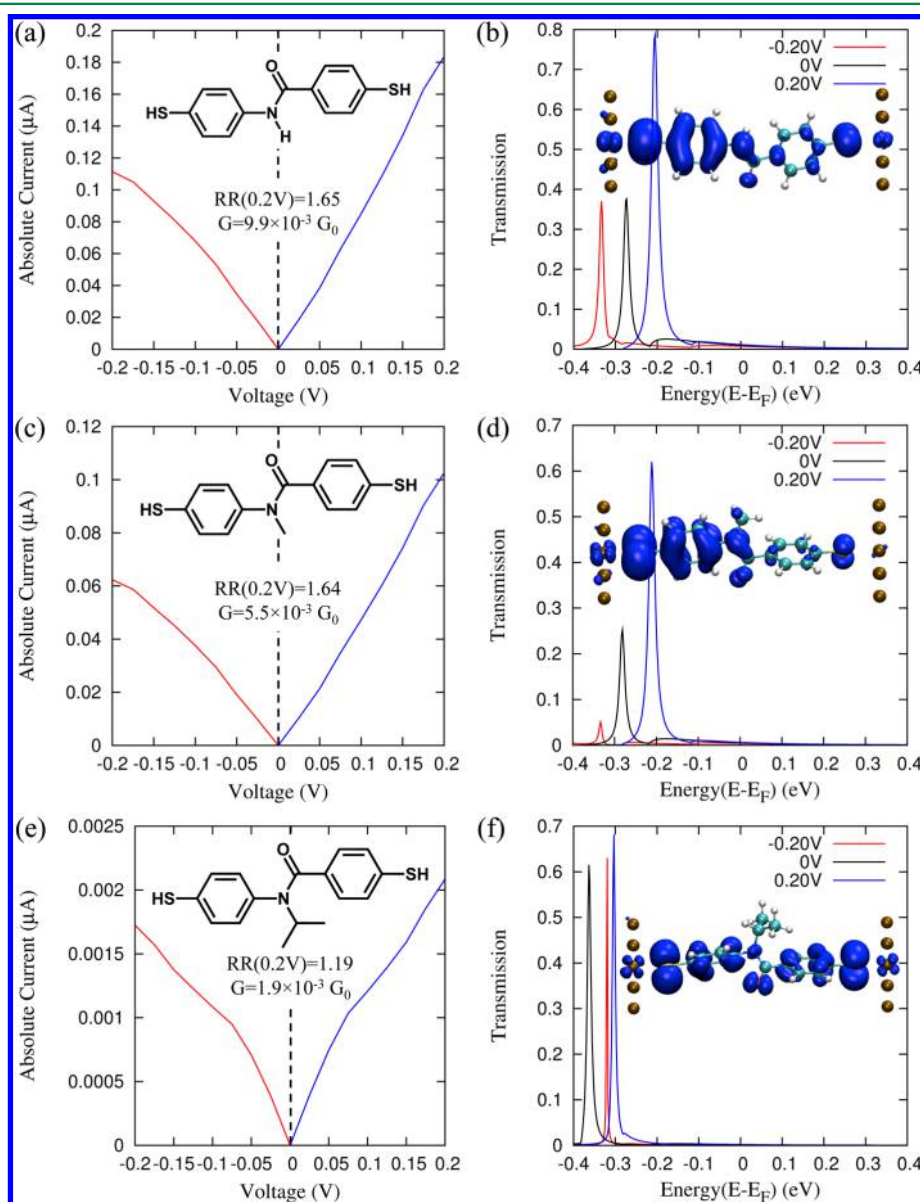 (a)
0.2
0.18
0.16
0.14
0.12
0.1
0.08
0.06
0.04
0.02
0
Absolute Current (μA)
O
HS
SH
N
H
RR(0.2V)=1.65
G=9.9×10-3 G0
-0.2 -0.15 -0.1 -0.05 0 0.05 0.1 0.15 0.2
Voltage (V)
(b)
0.8
0.7
0.6
0.5
0.4
0.3
0.2
0.1
0
Transmission
-0.20V
0V
0.20V
-0.4 -0.3 -0.2 -0.1 0 0.1 0.2 0.3 0.4
Energy(E-EF) (eV)
(c)
0.12
0.1
0.08
0.06
0.04
0.02
0
Absolute Current (μA)
O
HS
SH
N
RR(0.2V)=1.64
G=5.5×10-3 G0
-0.2 -0.15 -0.1 -0.05 0 0.05 0.1 0.15 0.2
Voltage (V)
(d)
0.7
0.6
0.5
0.4
0.3
0.2
0.1
0
Transmission
-0.20V
0V
0.20V
-0.4 -0.3 -0.2 -0.1 0 0.1 0.2 0.3 0.4
Energy(E-EF) (eV)
(e)
0.0025
0.002
0.0015
0.001
0.0005
0
Absolute Current (μA)
O
HS
SH
N
RR(0.2V)=1.19
G=1.9×10-3 G0
-0.2 -0.15 -0.1 -0.05 0 0.05 0.1 0.15 0.2
Voltage (V)
(f)
0.7
0.6
0.5
0.4
0.3
0.2
0.1
0
Transmission
-0.20V
0V
0.20V
-0.4 -0.3 -0.2 -0.1 0 0.1 0.2 0.3 0.4
Energy(E-EF) (eV)